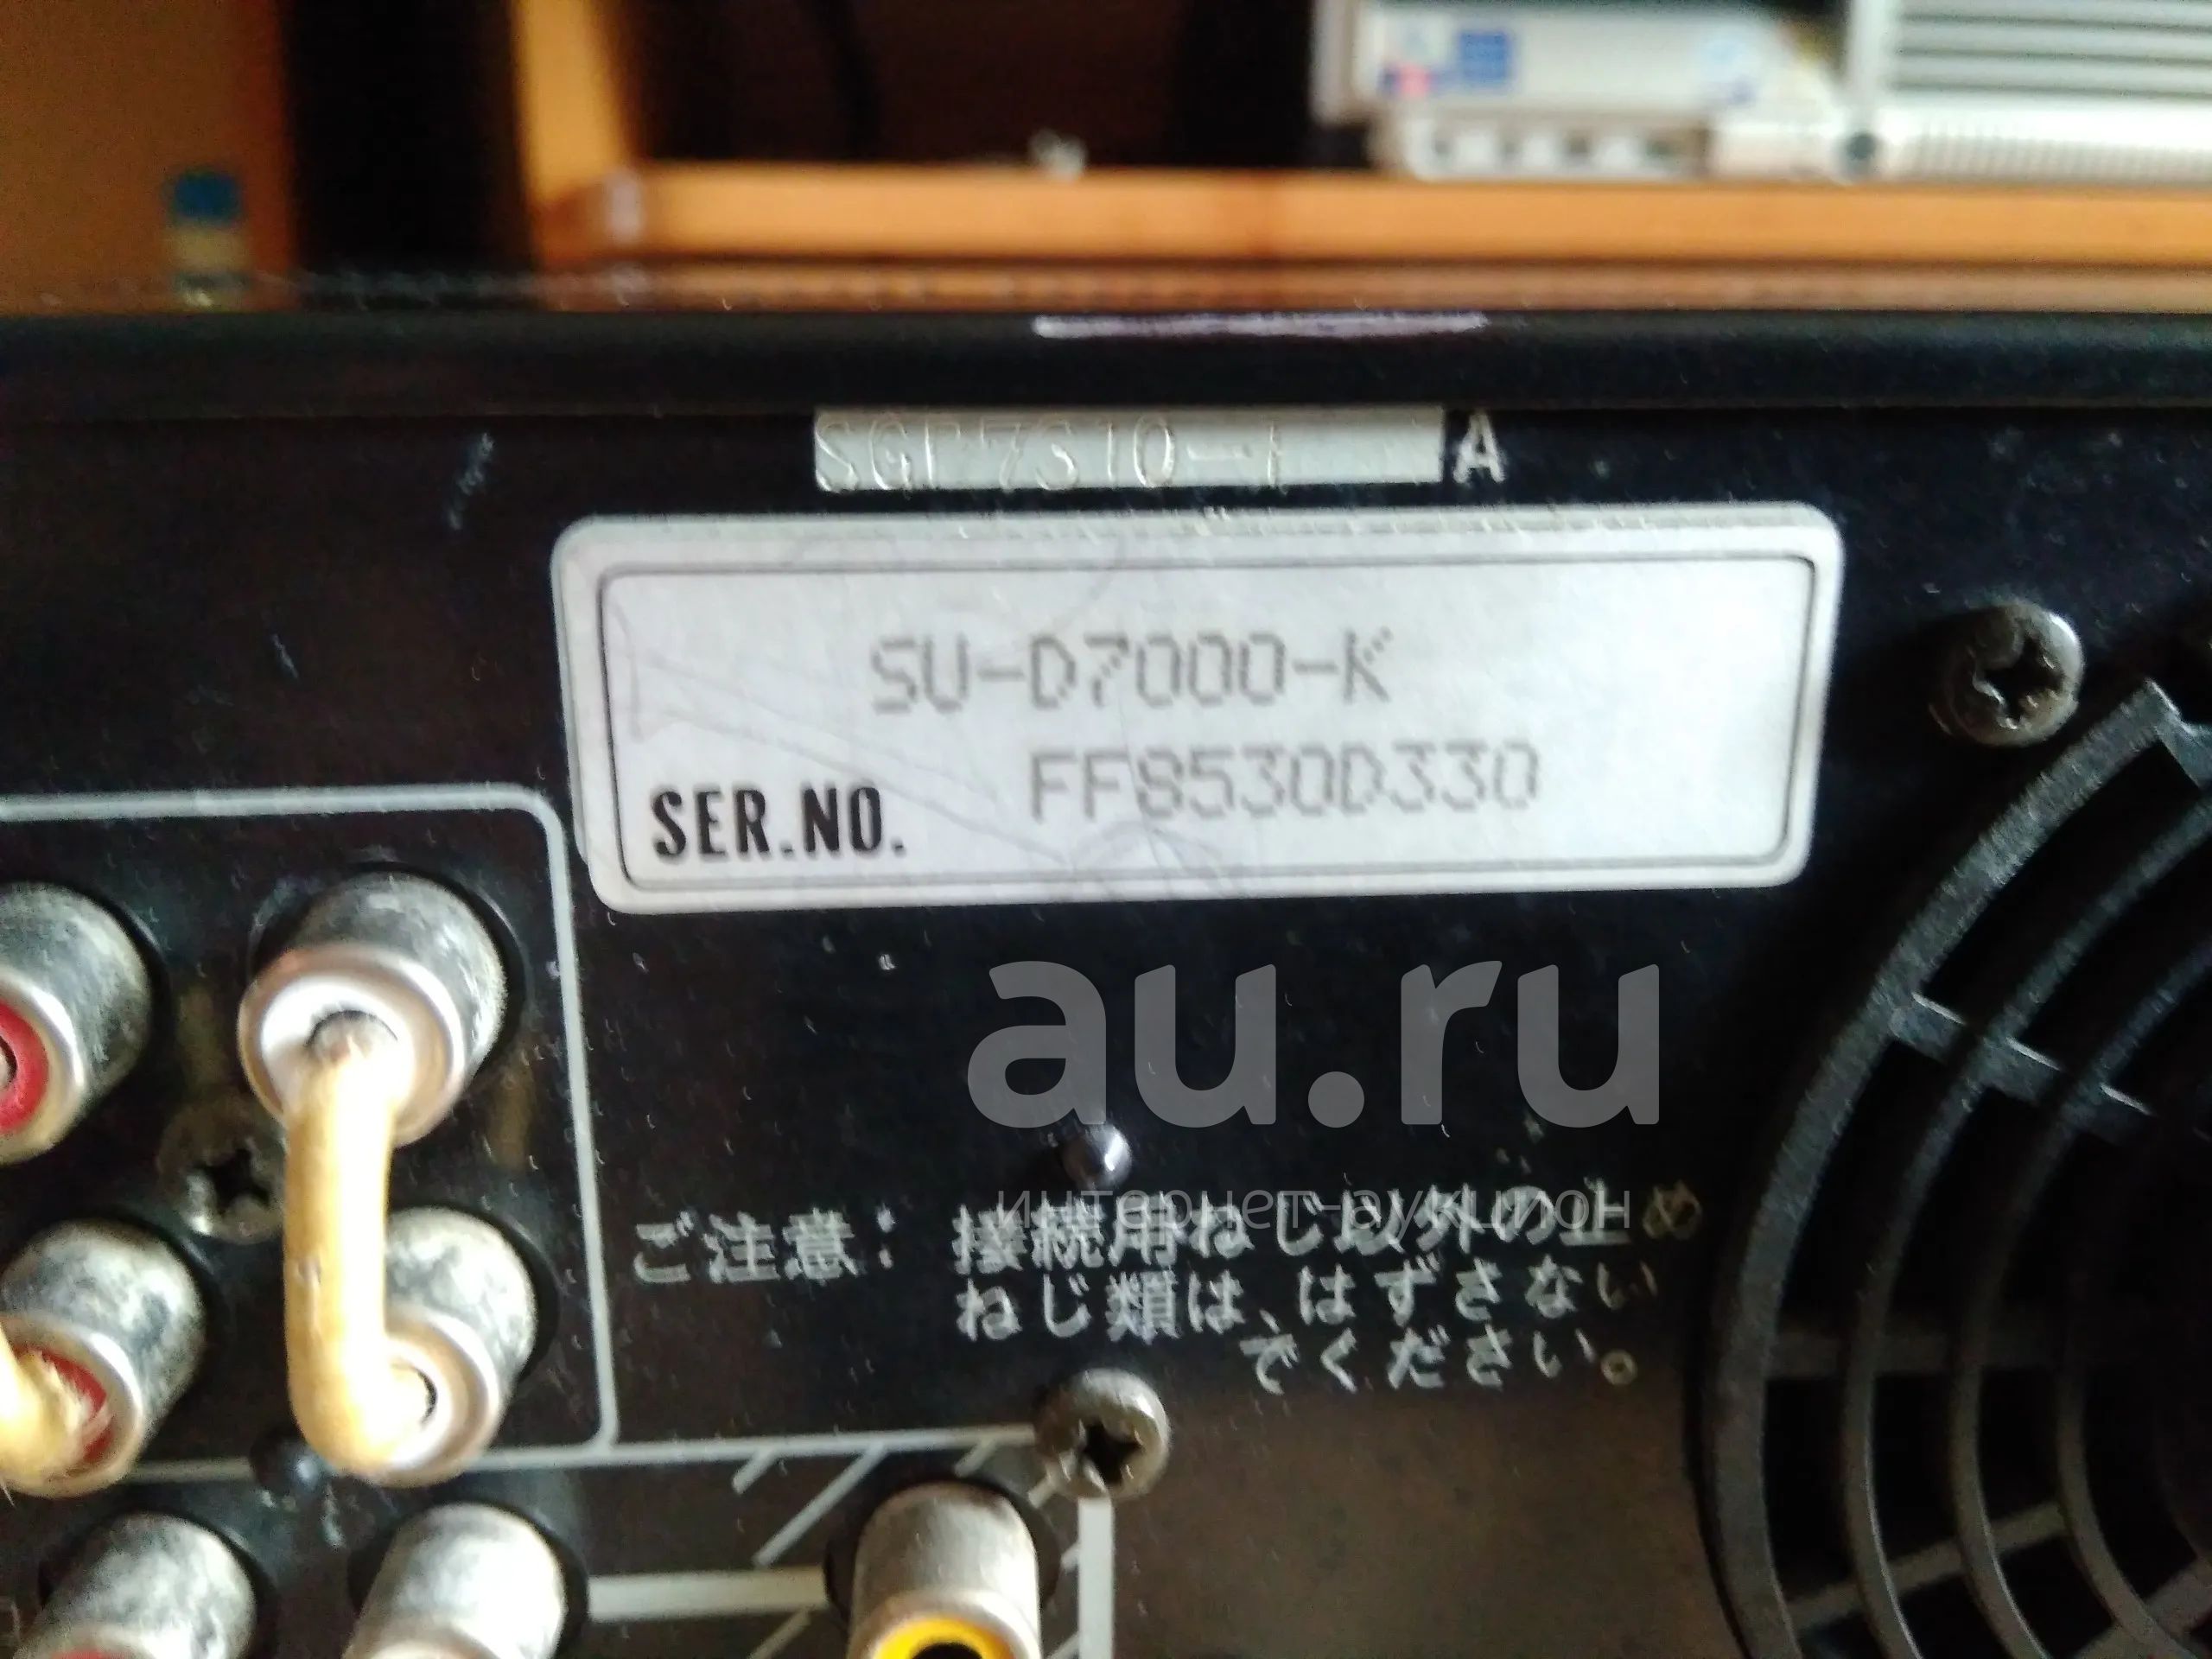 SGP7S10-1 A
SU-D7000-K
SER.NO. FF8530D330
au.ru
интернет-аукцион
ご注意: 接続用ねじ以外の止め
ねじ類は、はずさない
でください。